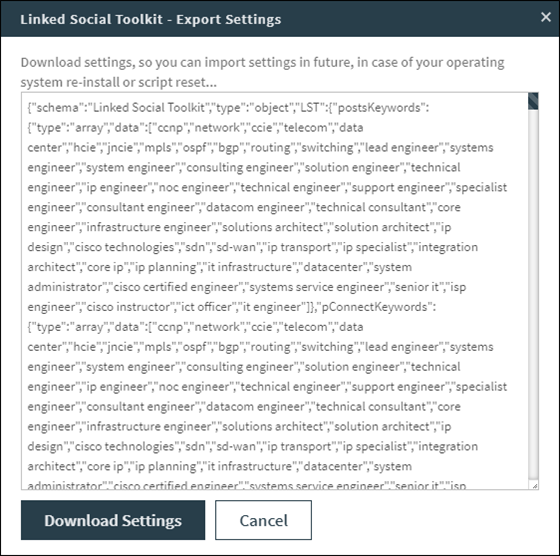 Linked Social Toolkit - Export Settings
Download settings, so you can import settings in future, in case of your operating
system re-install or script reset...
{"schema":"Linked Social Toolkit","type":"object","LST":{"postsKeywords":
{"type":"array","data":["ccnp","network","ccie","telecom","data
center","hcie","jncie","mpls","ospf","bgp","routing","switching","lead engineer","systems
engineer","system engineer","consulting engineer","solution engineer","technical
engineer","ip engineer","noc engineer","technical engineer","support engineer","specialist
engineer","consultant engineer","datacom engineer","technical consultant","core
engineer","infrastructure engineer","solutions architect","solution architect","ip
design","cisco technologies","sdn","sd-wan","ip transport","ip specialist","integration
architect","core ip","ip planning","it infrastructure","datacenter","system
administrator","cisco certified engineer","systems service engineer","senior it","isp
engineer","cisco instructor","ict officer","it engineer"]},"pConnectKeywords":
{"type":"array","data":["ccnp","network","ccie","telecom","data
center","hcie","jncie","mpls","ospf","bgp","routing","switching","lead engineer","systems
engineer","system engineer","consulting engineer","solution engineer","technical
engineer","ip engineer","noc engineer","technical engineer","support engineer","specialist
engineer","consultant engineer","datacom engineer","technical consultant","core
engineer","infrastructure engineer","solutions architect","solution architect","ip
design","cisco technologies","sdn","sd-wan","ip transport","ip specialist","integration
architect","core ip","ip planning","it infrastructure","datacenter","system
administrator","cisco certified engineer","systems service engineer","senior it","isp
Download Settings
Cancel